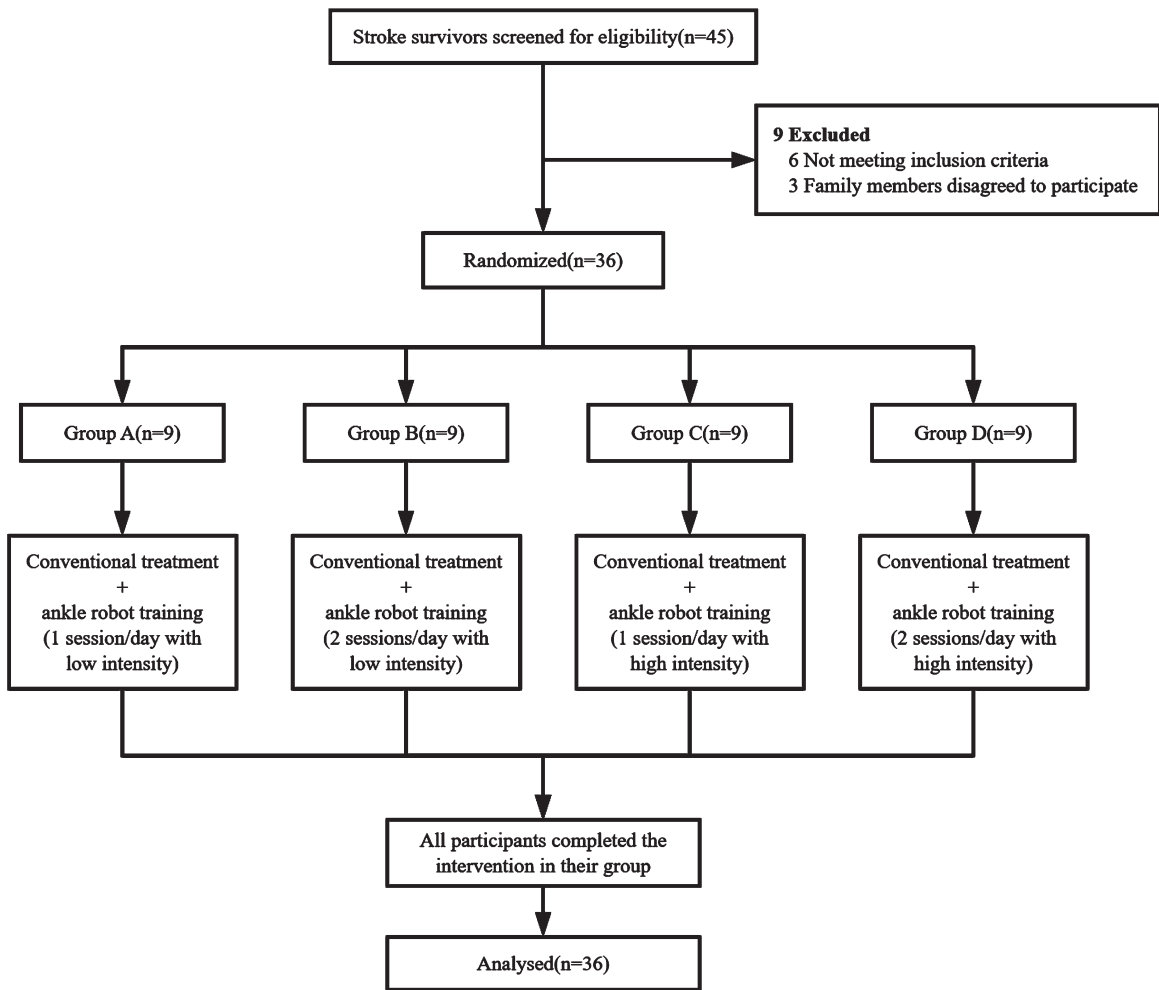 Stroke survivors screened for eligibility(n=45)
9 Excluded
6 Not meeting inclusion criteria
3 Family members disagreed to participate
Randomized(n=36)
Group A(n=9)
Group B(n=9)
Group C(n=9)
Group D(n=9)
Conventional treatment
+
ankle robot training
(1 session/day with
low intensity)
Conventional treatment
+
ankle robot training
(2 sessions/day with
low intensity)
Conventional treatment
+
ankle robot training
(1 session/day with
high intensity)
Conventional treatment
+
ankle robot training
(2 sessions/day with
high intensity)
All participants completed the
intervention in their group
Analysed(n=36)